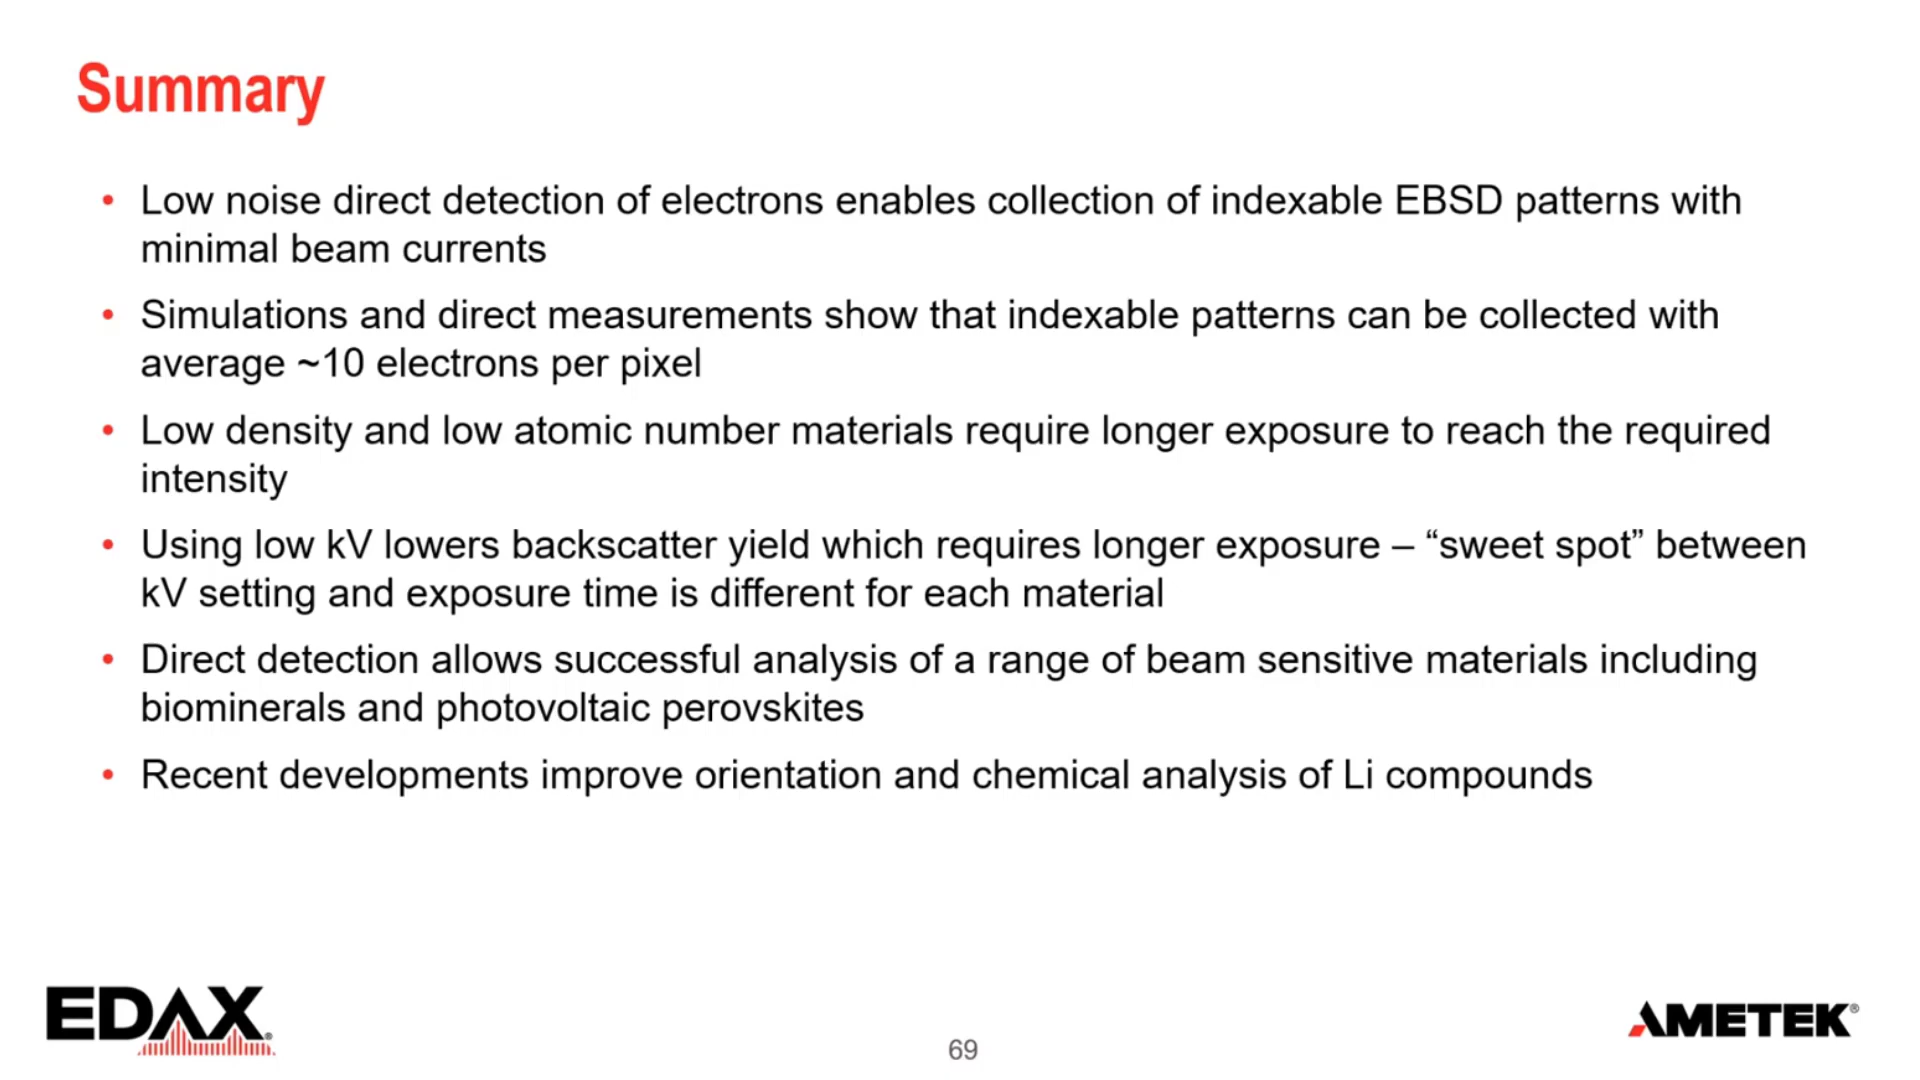 Summary
• Low noise direct detection of electrons enables collection of indexable EBSD patterns with
minimal beam currents
• Simulations and direct measurements show that indexable patterns can be collected with
average ~10 electrons per pixel
• Low density and low atomic number materials require longer exposure to reach the required
intensity
• Using low kV lowers backscatter yield which requires longer exposure – “sweet spot” between
kV setting and exposure time is different for each material
• Direct detection allows successful analysis of a range of beam sensitive materials including
biominerals and photovoltaic perovskites
• Recent developments improve orientation and chemical analysis of Li compounds
EDAX®
69
AMETEK®